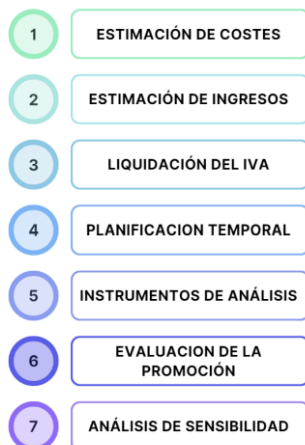 1 ESTIMACIÓN DE COSTES
2 ESTIMACIÓN DE INGRESOS
3 LIQUIDACIÓN DEL IVA
4 PLANIFICACION TEMPORAL
5 INSTRUMENTOS DE ANÁLISIS
6 EVALUACION DE LA
PROMOCIÓN
7 ANÁLISIS DE SENSIBILIDAD